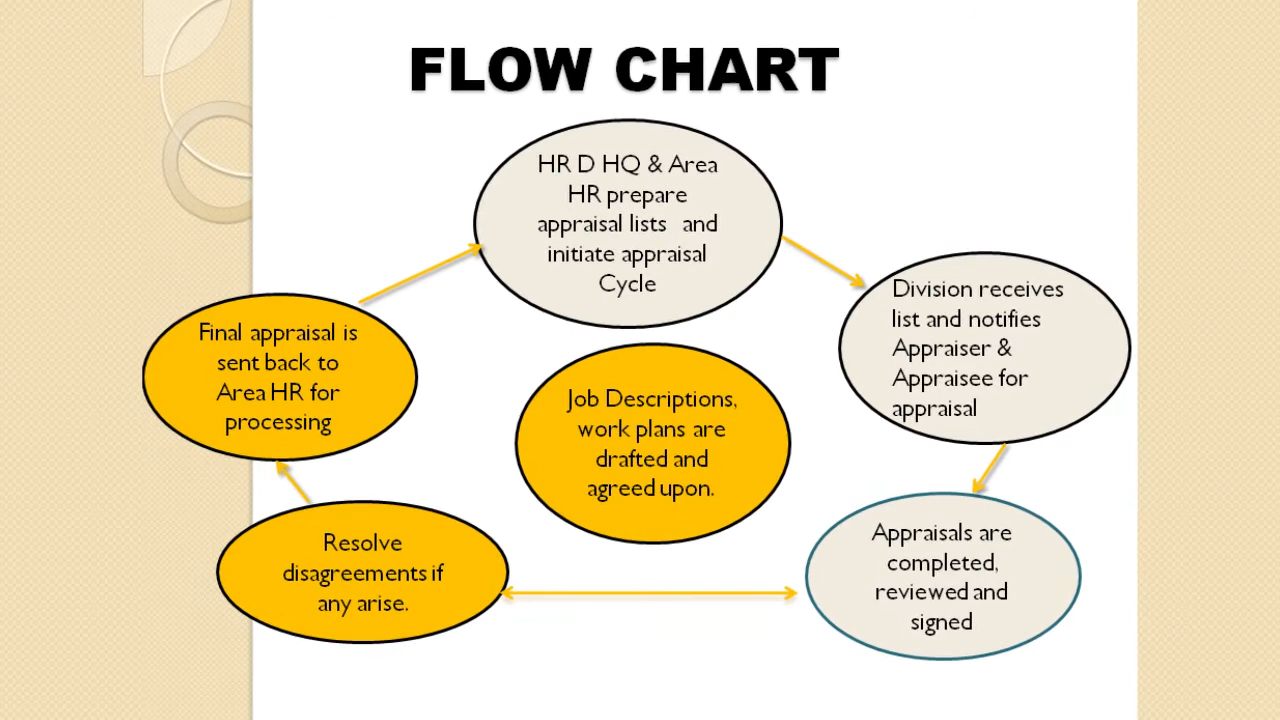 FLOW CHART
HR D HQ & Area
HR prepare
appraisal lists and
initiate appraisal
Cycle
Division receives
list and notifies
Appraiser &
Appraisee for
appraisal
Appraisals are
completed,
reviewed and
signed
Resolve
disagreements if
any arise.
Final appraisal is
sent back to
Area HR for
processing
Job Descriptions,
work plans are
drafted and
agreed upon.